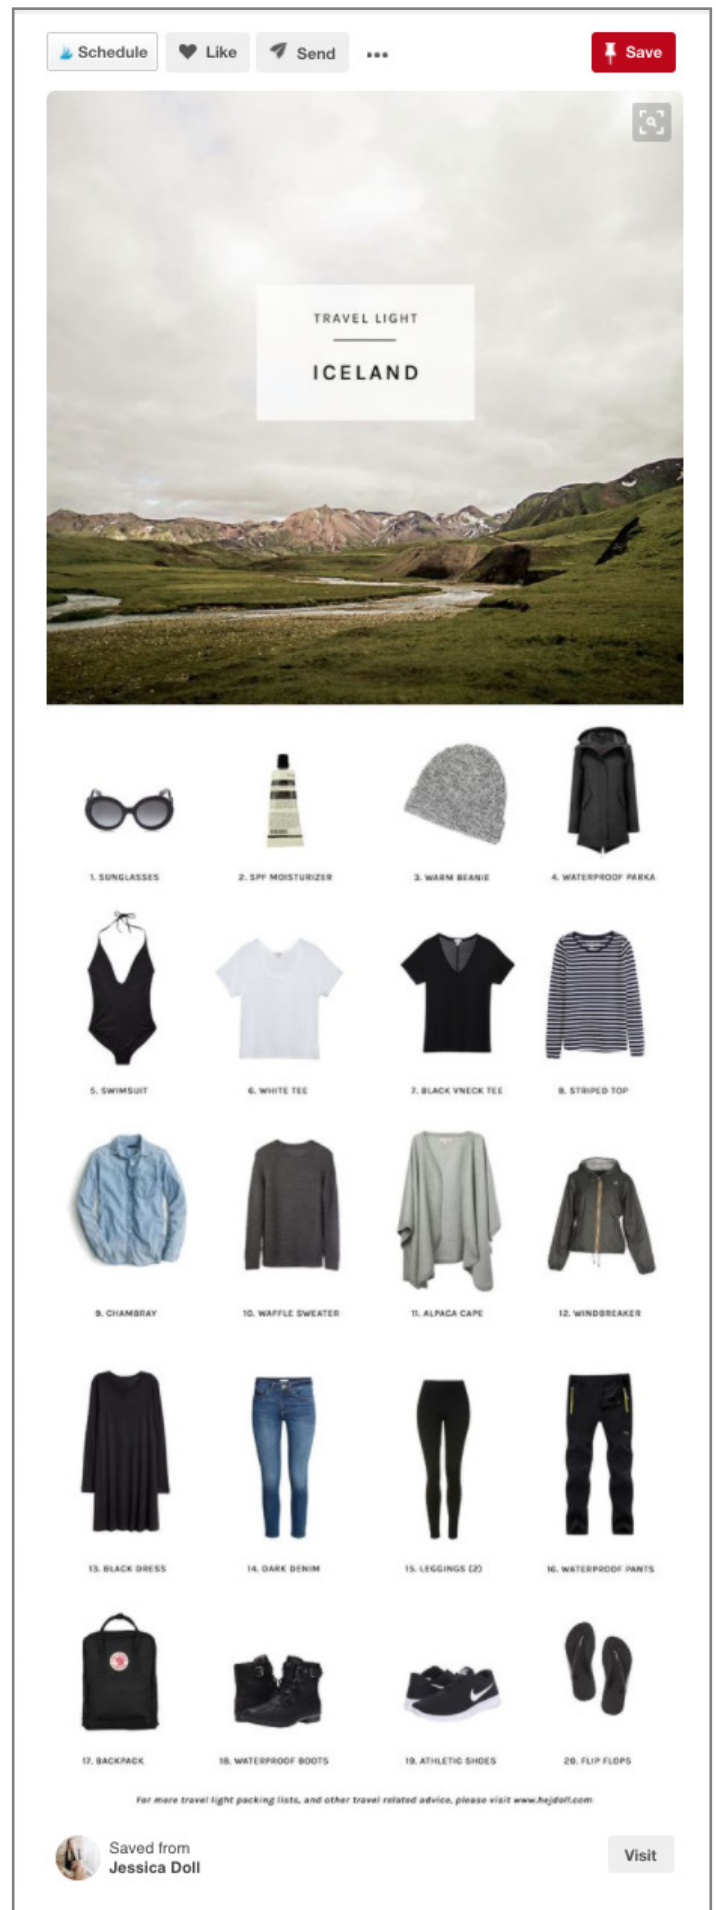 Schedule
Like
Send
Save
TRAVEL LIGHT
ICELAND
1. SUNGLASSES
2. SPF MOISTURIZER
3. WARM BEANIE
4. WATERPROOF PARKA
5. SWIMSUIT
6. WHITE TEE
7. BLACK VNECK TEE
8. STRIPED TOP
9. CHAMBRAY
10. WAFFLE SWEATER
11. ALPACA CAPE
12. WINDBREAKER
13. BLACK DRESS
14. DARK DENIM
15. LEGGINGS (2)
16. WATERPROOF PANTS
17. BACKPACK
18. WATERPROOF BOOTS
19. ATHLETIC SHOES
20. FLIP FLOPS
For more travel light packing lists, and other travel related advice, please visit www.hejdoll.com
Saved from
Jessica Doll
Visit